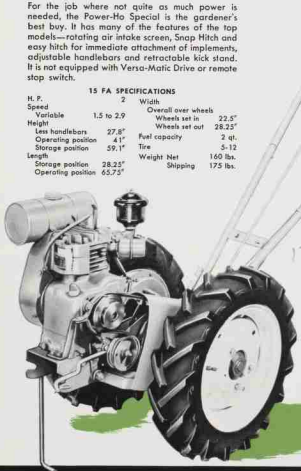 For the job where not quite as much power is
needed, the Power-Ho Special is the gardener's
best buy. It has many of the features of the top
models—rotating air intake screen, Snap Hitch and
easy hitch for immediate attachment of implements,
adjustable handlebars and retractable kick stand.
It is not equipped with Versa-Matic Drive or remote
stop switch.
15 FA SPECIFICATIONS
H. P. 2
Speed
Variable 1.5 to 2.9
Height
Less handlebars 27.8"
Operating position 41"
Storage position 59.1"
Length
Storage position 28.25"
Operating position 65.75"
Width
Overall over wheels
Wheels set in 22.5"
Wheels set out 28.25"
Fuel capacity 2 qt.
Tire 5-12
Weight Net 160 lbs.
Shipping 175 lbs.